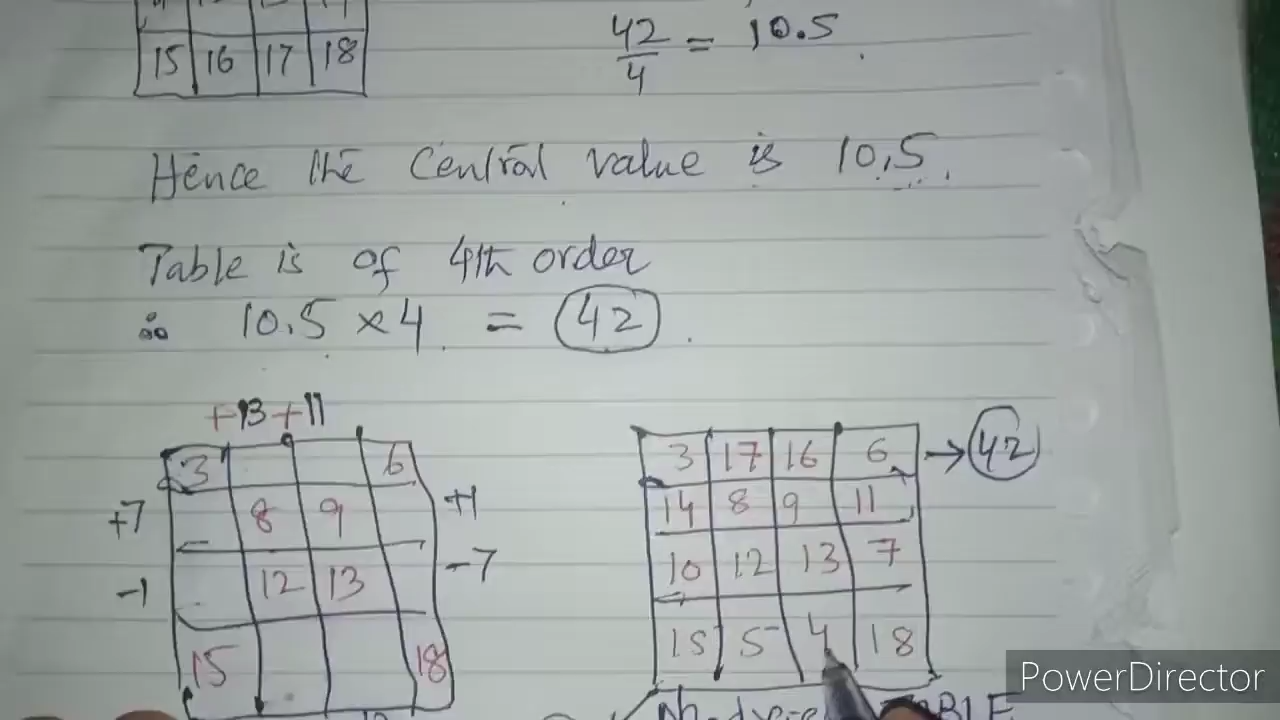 15 16 17 18
42/4 = 10.5
Hence the Central value is 10.5.
Table is of 4th order
∴ 10.5 × 4 = 42.
+13 +11
3 6
+7 8 9 +1
-1 12 13 -7
15 18
3 17 16 6 → 42
14 8 9 11
10 12 13 7
15 5 4 18
PowerDirector